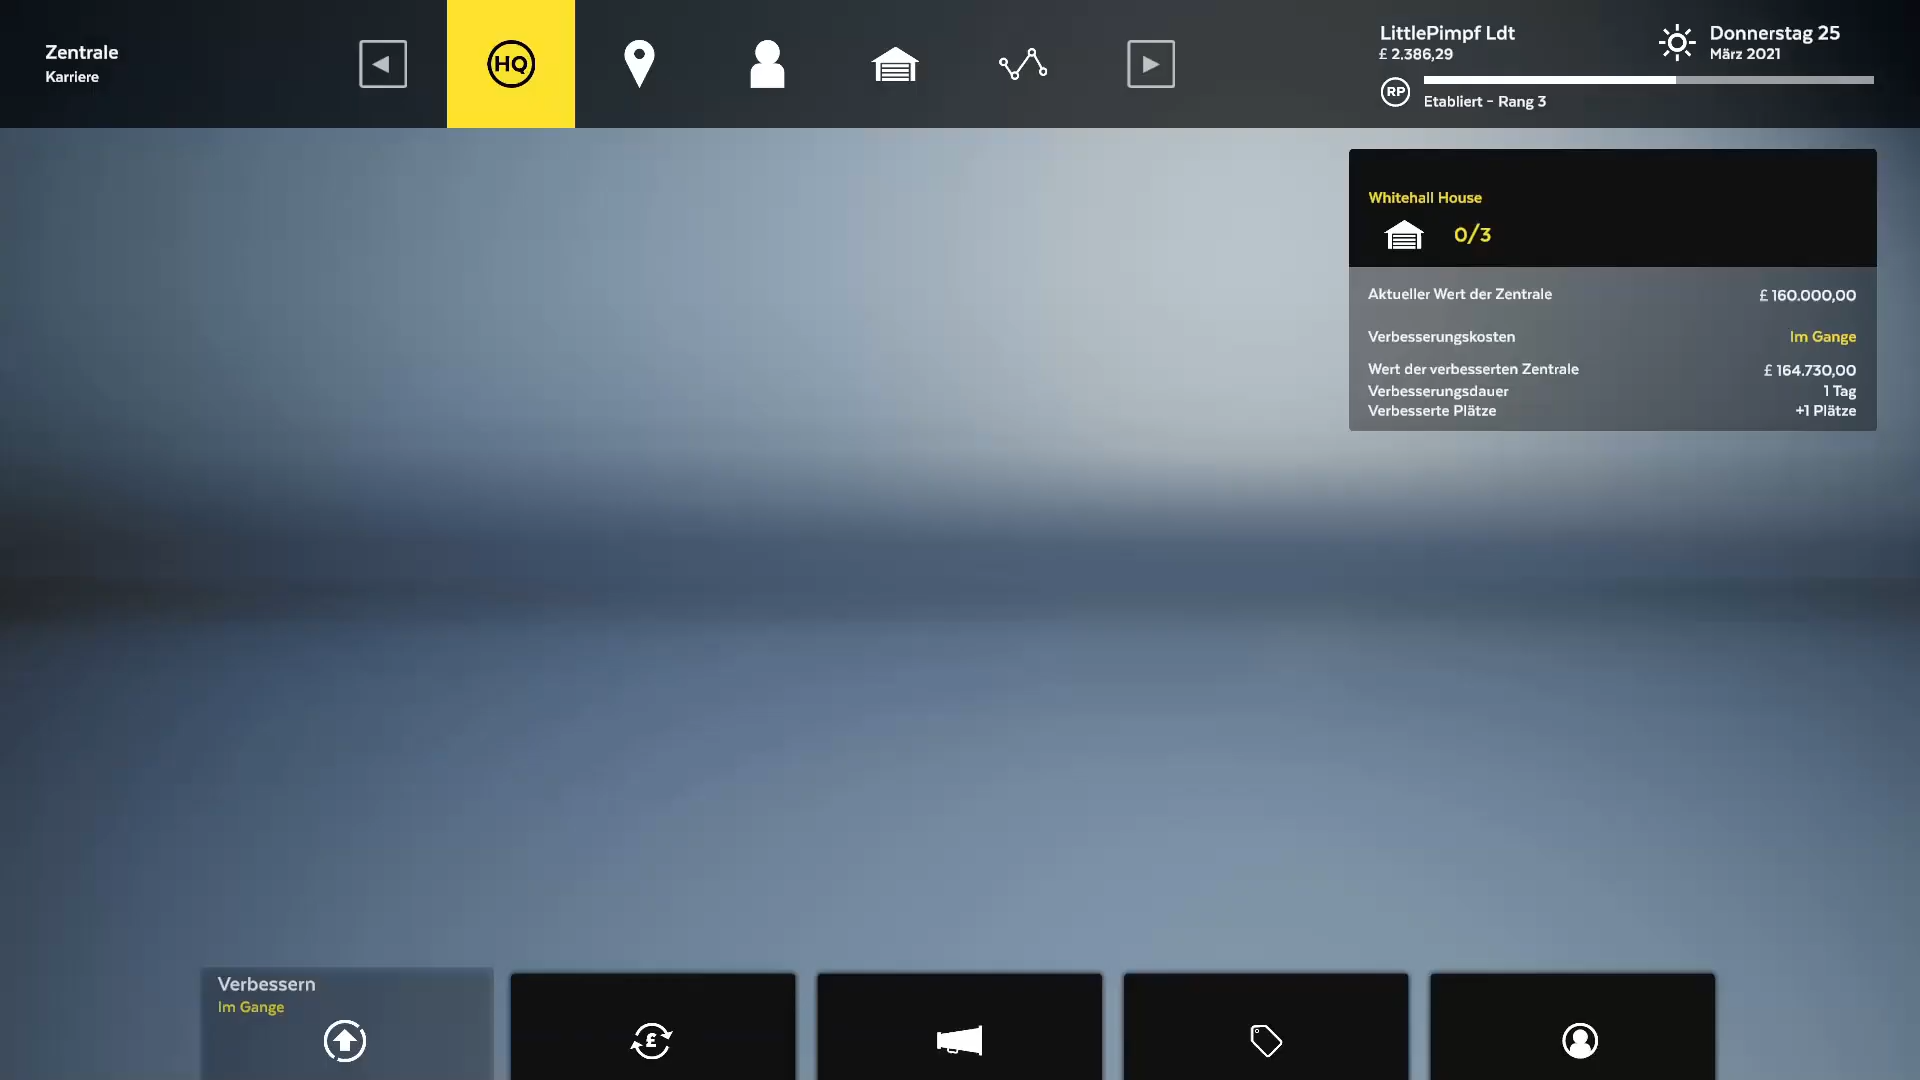 Zentrale
Karriere
HQ
LittlePimpf Ldt
£ 2.386,29
Donnerstag 25
März 2021
RP
Etabliert - Rang 3
Whitehall House
0/3
Aktueller Wert der Zentrale £ 160.000,00
Verbesserungskosten Im Gange
Wert der verbesserten Zentrale £ 164.730,00
Verbesserungsdauer 1 Tag
Verbesserte Plätze +1 Plätze
Verbessern
Im Gange
£